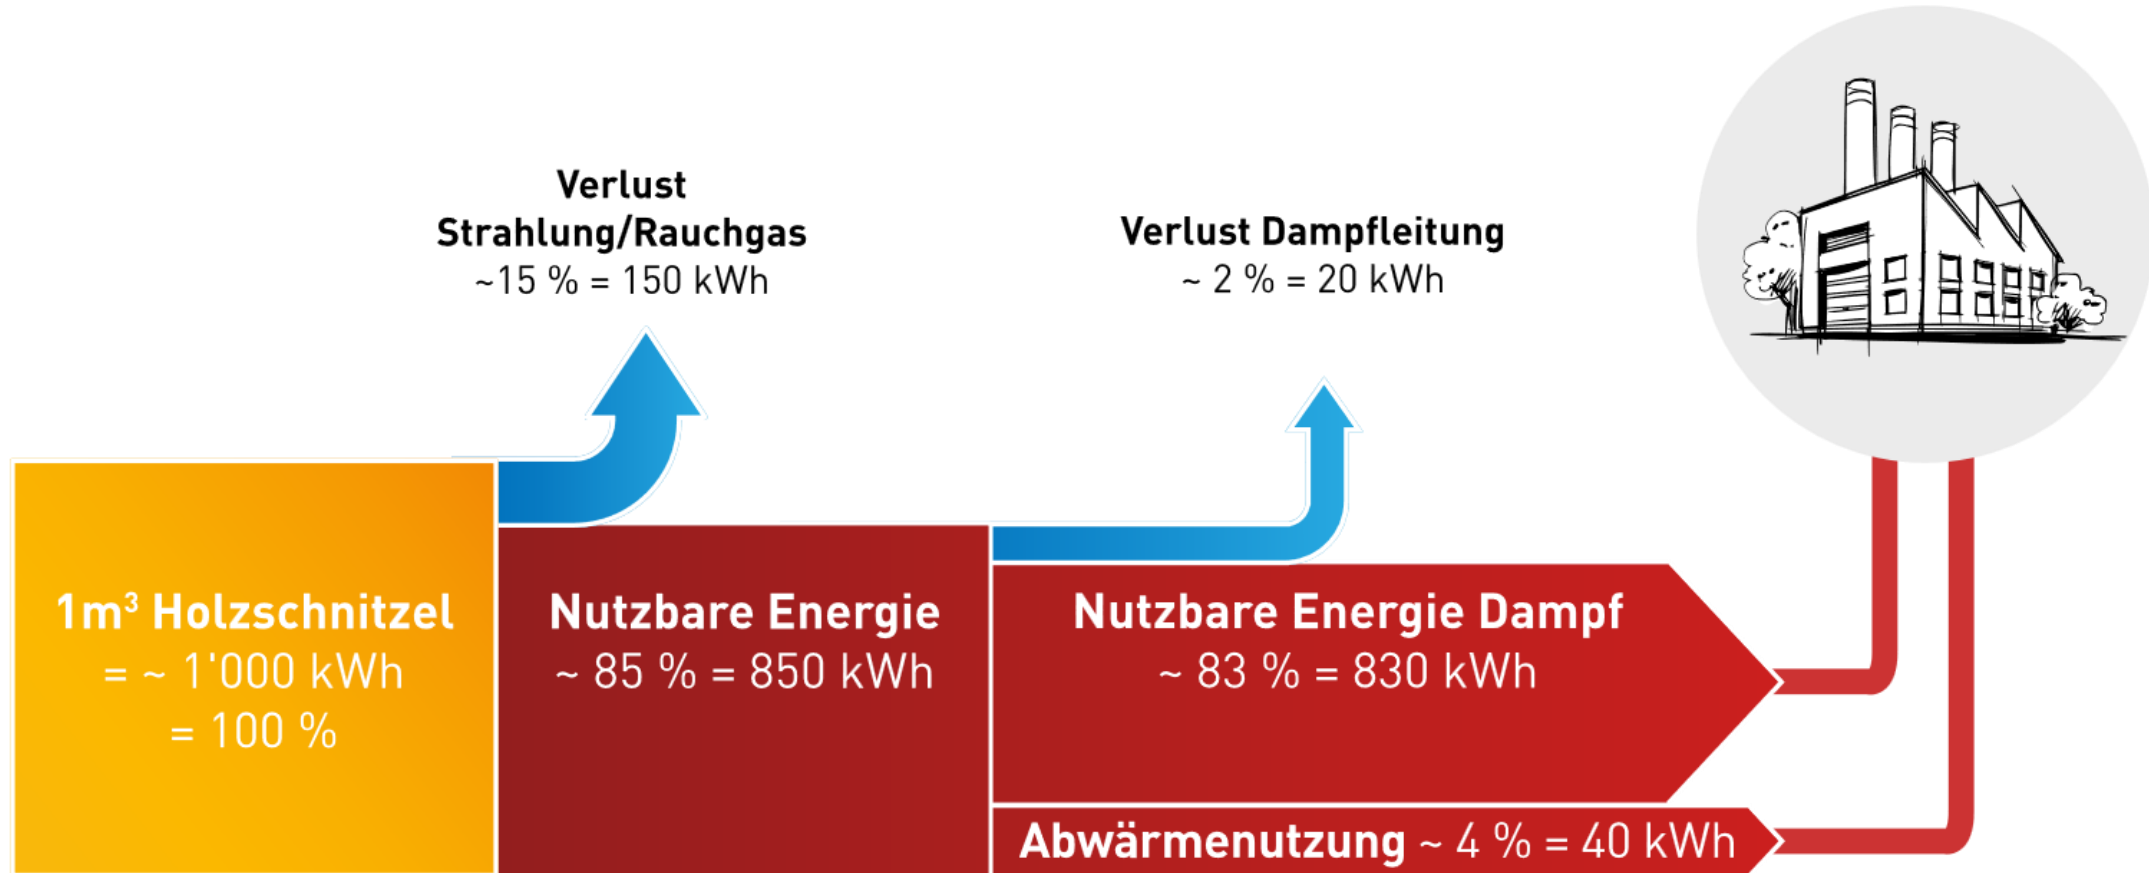 Verlust
Strahlung/Rauchgas
~15 % = 150 kWh
Verlust Dampfleitung
~ 2 % = 20 kWh
1m³ Holzschnitzel
= ~ 1'000 kWh
= 100 %
Nutzbare Energie
~ 85 % = 850 kWh
Nutzbare Energie Dampf
~ 83 % = 830 kWh
Abwärmenutzung ~ 4 % = 40 kWh